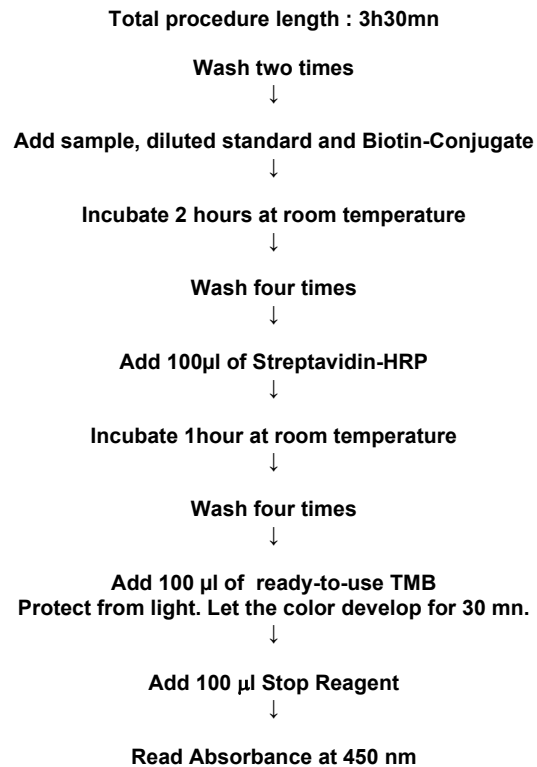 Total procedure length : 3h30mn
Wash two times
↓
Add sample, diluted standard and Biotin-Conjugate
↓
Incubate 2 hours at room temperature
↓
Wash four times
↓
Add 100µl of Streptavidin-HRP
↓
Incubate 1hour at room temperature
↓
Wash four times
↓
Add 100 µl of  ready-to-use TMB
Protect from light. Let the color develop for 30 mn.
↓
Add 100 µl Stop Reagent
↓
Read Absorbance at 450 nm